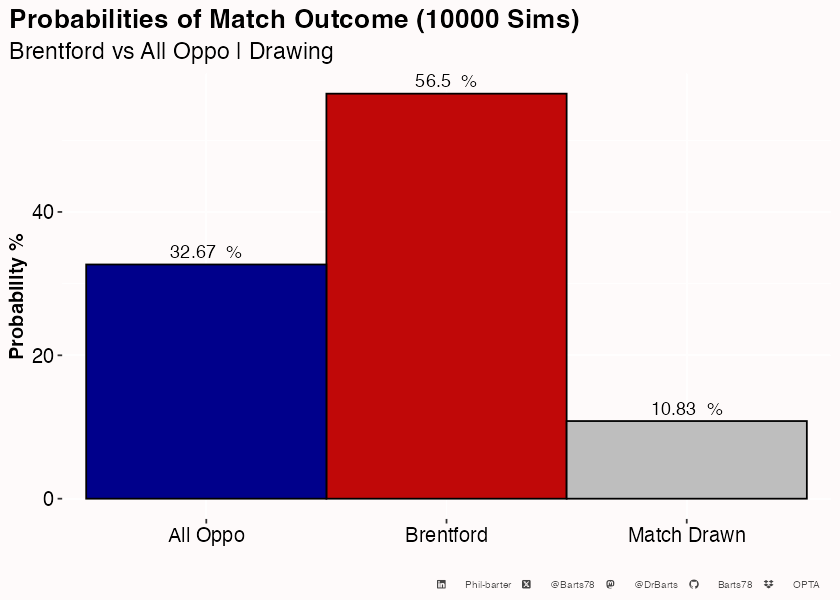 Probabilities of Match Outcome (10000 Sims)
Brentford vs All Oppo | Drawing
56.5 %
40
32.67 %
Probability %
20
10.83 %
0
All Oppo Brentford Match Drawn
Phil-barter @Barts78 @DrBarts Barts78 OPTA